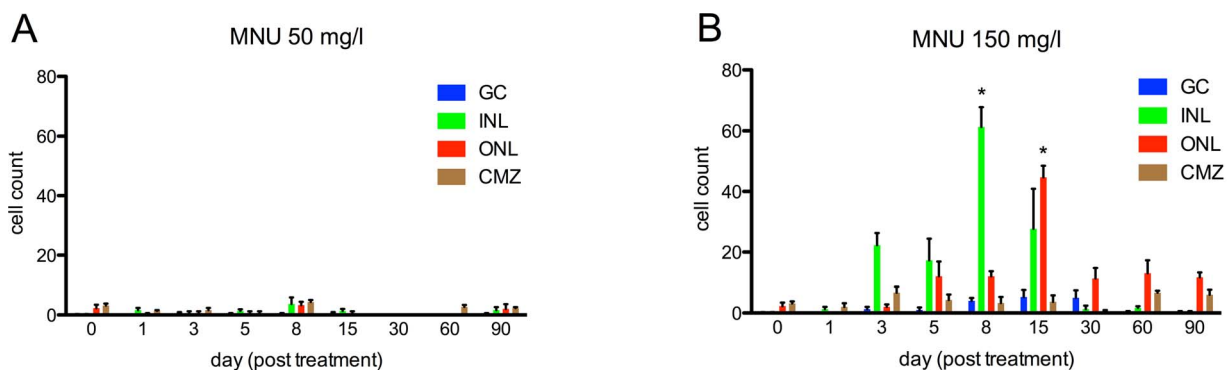 A
MNU 50 mg/l
80
60
40
20
0
cell count
GC
INL
ONL
CMZ
0 1 3 5 8 15 30 60 90
day (post treatment)
B
MNU 150 mg/l
80
60
40
20
0
cell count
GC
INL
ONL
CMZ
*
*
0 1 3 5 8 15 30 60 90
day (post treatment)